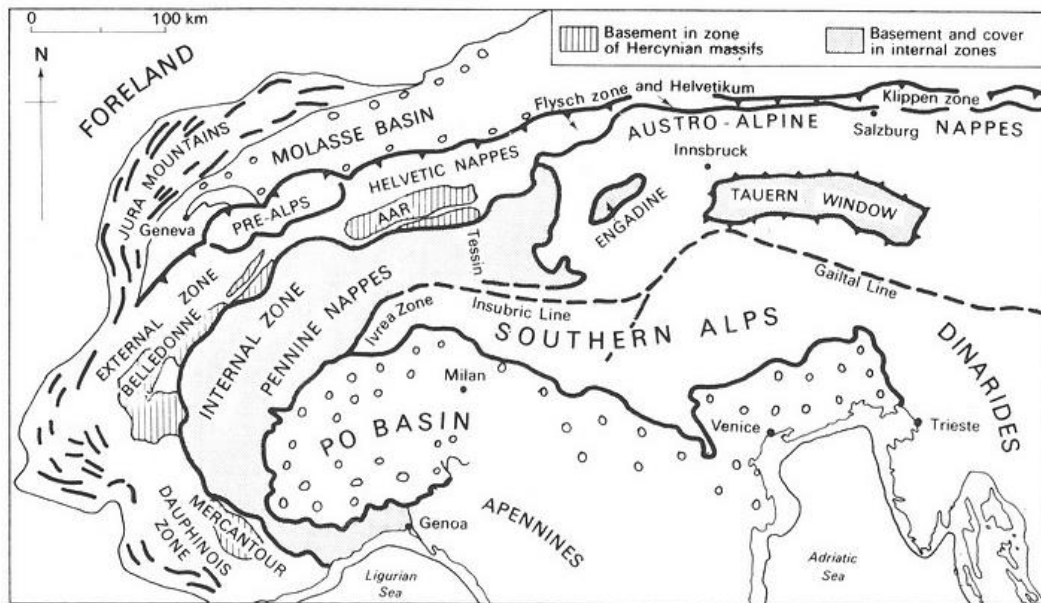 0
100 km
N
Basement in zone
of Hercynian massifs
Basement and cover
in internal zones
FORELAND
JURA MOUNTAINS
MOLASSE BASIN
Flysch zone and Helvetikum
Klippen zone
AUSTRO-ALPINE
Salzburg
NAPPES
Innsbruck
HELVETIC NAPPES
PRE-ALPS
AAR
Geneva
ENGADINE
TAUERN WINDOW
Tessin
EXTERNAL ZONE
BELLEDONNE
INTERNAL ZONE
PENNINE NAPPES
Ivrea Zone
Insubric Line
Gailtal Line
SOUTHERN ALPS
DINARIDES
Milan
PO BASIN
Venice
Trieste
MERCANTOUR
DAUPHINOIS
ZONE
Genoa
APENNINES
Ligurian
Sea
Adriatic
Sea